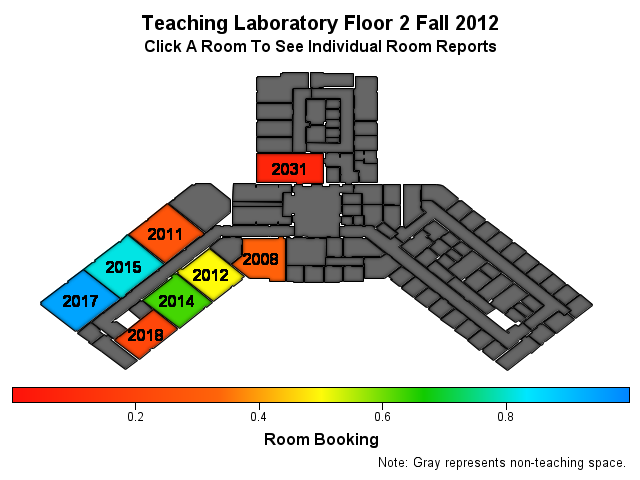 Teaching Laboratory Floor 2 Fall 2012
Click A Room To See Individual Room Reports
2031
2011
2015
2008
2012
2017
2014
2018
0.2 0.4 0.6 0.8
Room Booking
Note: Gray represents non-teaching space.